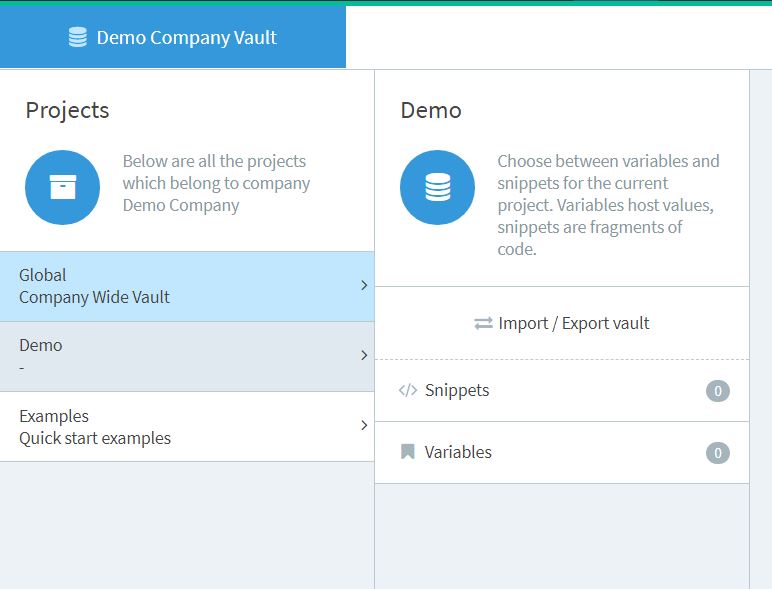 Demo Company Vault
Projects
Below are all the projects
which belong to company
Demo Company
Global
Company Wide Vault
Demo
-
Examples
Quick start examples
Demo
Choose between variables and
snippets for the current
project. Variables host values,
snippets are fragments of
code.
Import / Export vault
</> Snippets 0
Variables 0